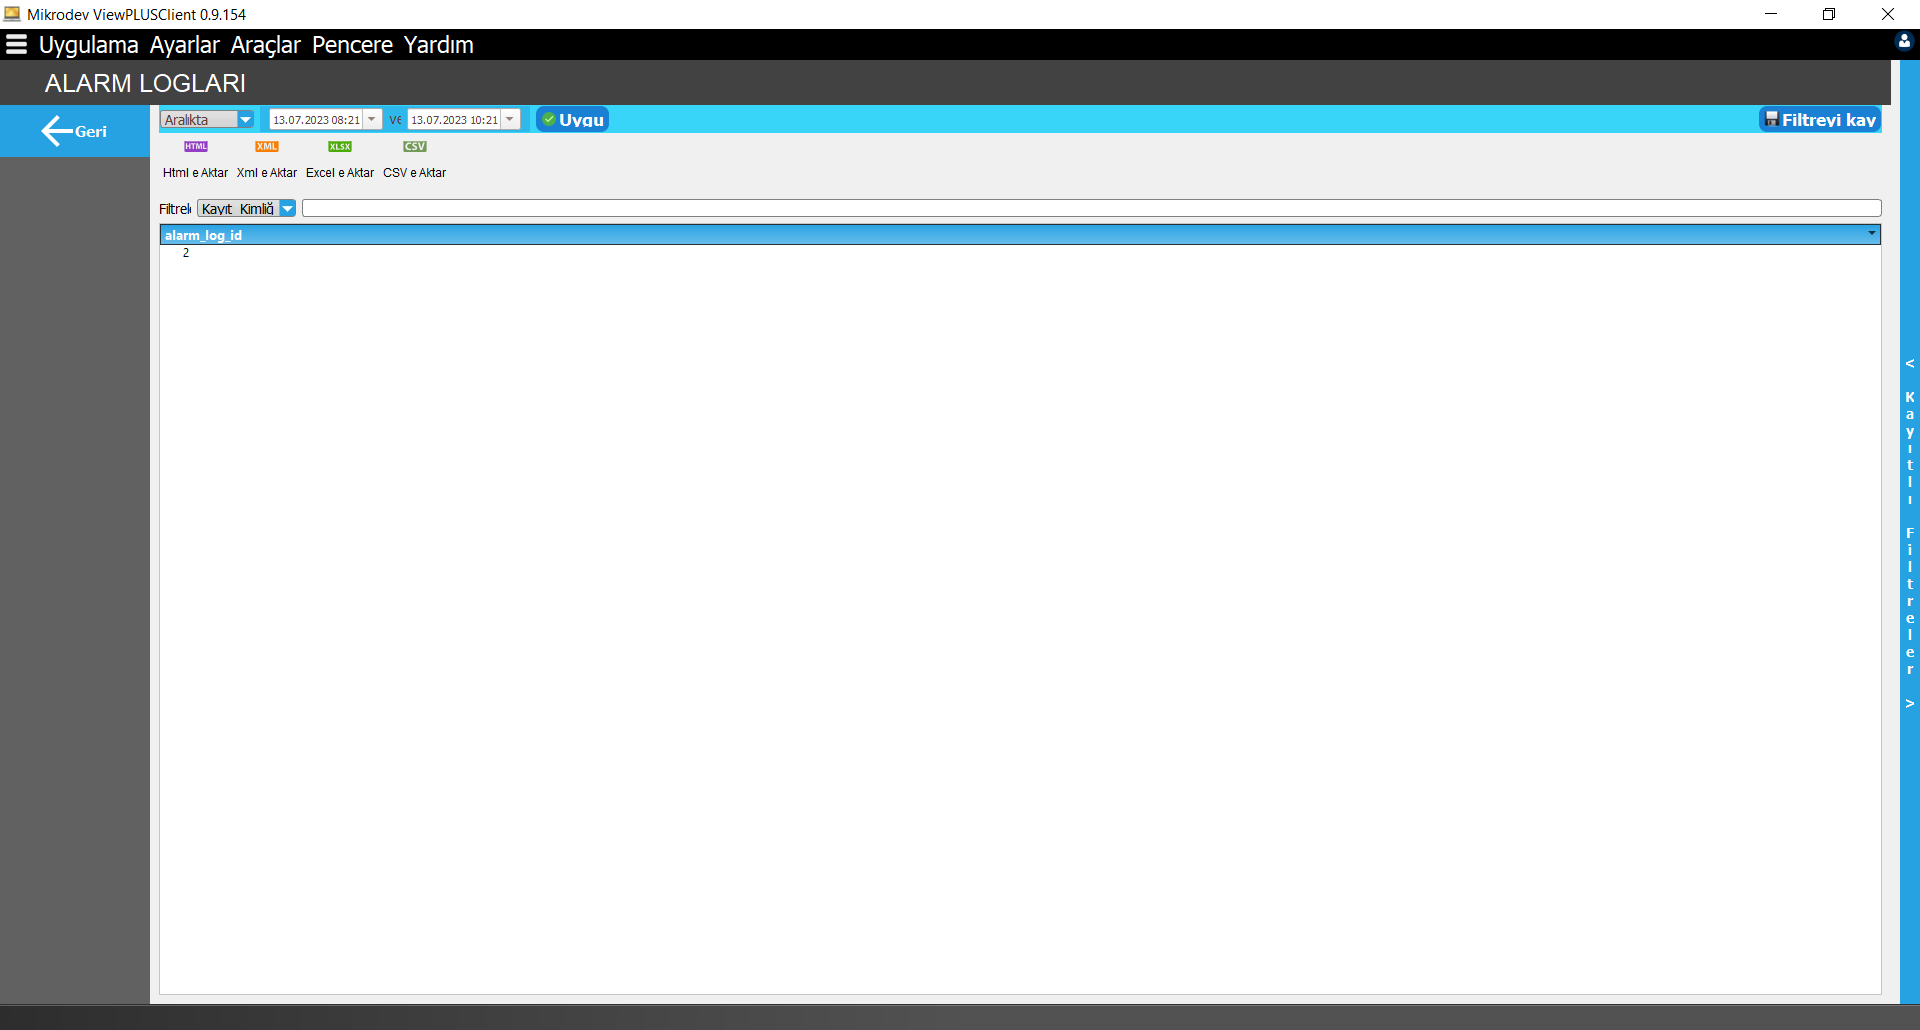 Mikrodev ViewPLUSClient 0.9.154
Uygulama Ayarlar Araçlar Pencere Yardım
ALARM LOGLARI
Geri
Aralıkta 13.07.2023 08:21 ve 13.07.2023 10:21 Uygu Filtreyi kay
HTML XML XLSX CSV
Html e Aktar Xml e Aktar Excel e Aktar CSV e Aktar
Filtrele Kayıt Kimliğ
alarm_log_id
2
< Kayıtlı Filtreler >